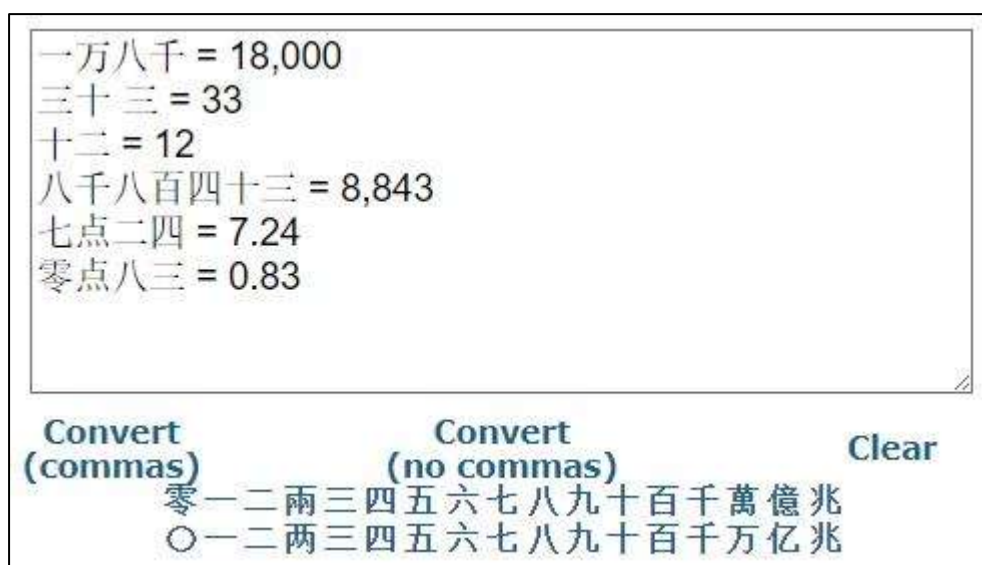 一万八千 = 18,000
三十 三 = 33
十二 = 12
八千八百四十三 = 8,843
七点二四 = 7.24
零点八三 = 0.83
Convert (commas)
Convert (no commas)
Clear
零一二兩三四五六七八九十百千萬億兆
〇一二两三四五六七八九十百千万亿兆